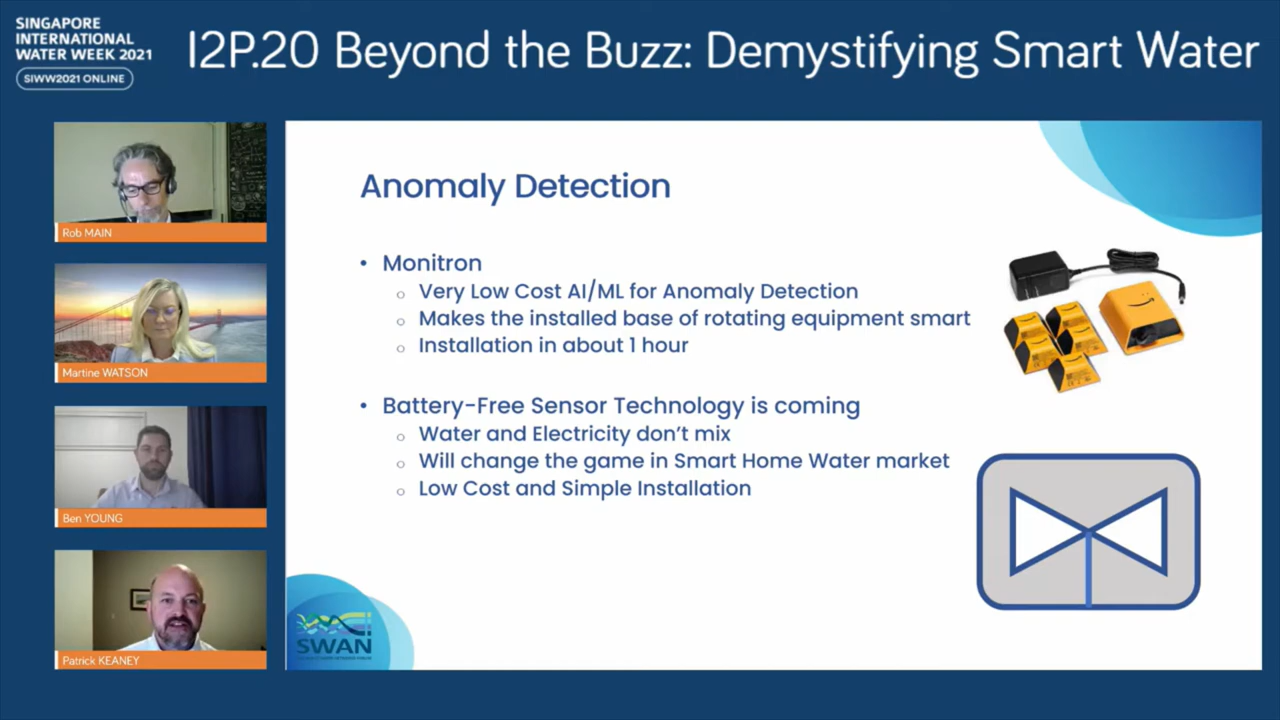 SINGAPORE
INTERNATIONAL
WATER WEEK 2021
SIWW2021 ONLINE
I2P.20 Beyond the Buzz: Demystifying Smart Water
Rob MAIN
Martine WATSON
Ben YOUNG
Patrick KEANEY
Anomaly Detection
• Monitron
o Very Low Cost AI/ML for Anomaly Detection
o Makes the installed base of rotating equipment smart
o Installation in about 1 hour
• Battery-Free Sensor Technology is coming
o Water and Electricity don't mix
o Will change the game in Smart Home Water market
o Low Cost and Simple Installation
SWAN